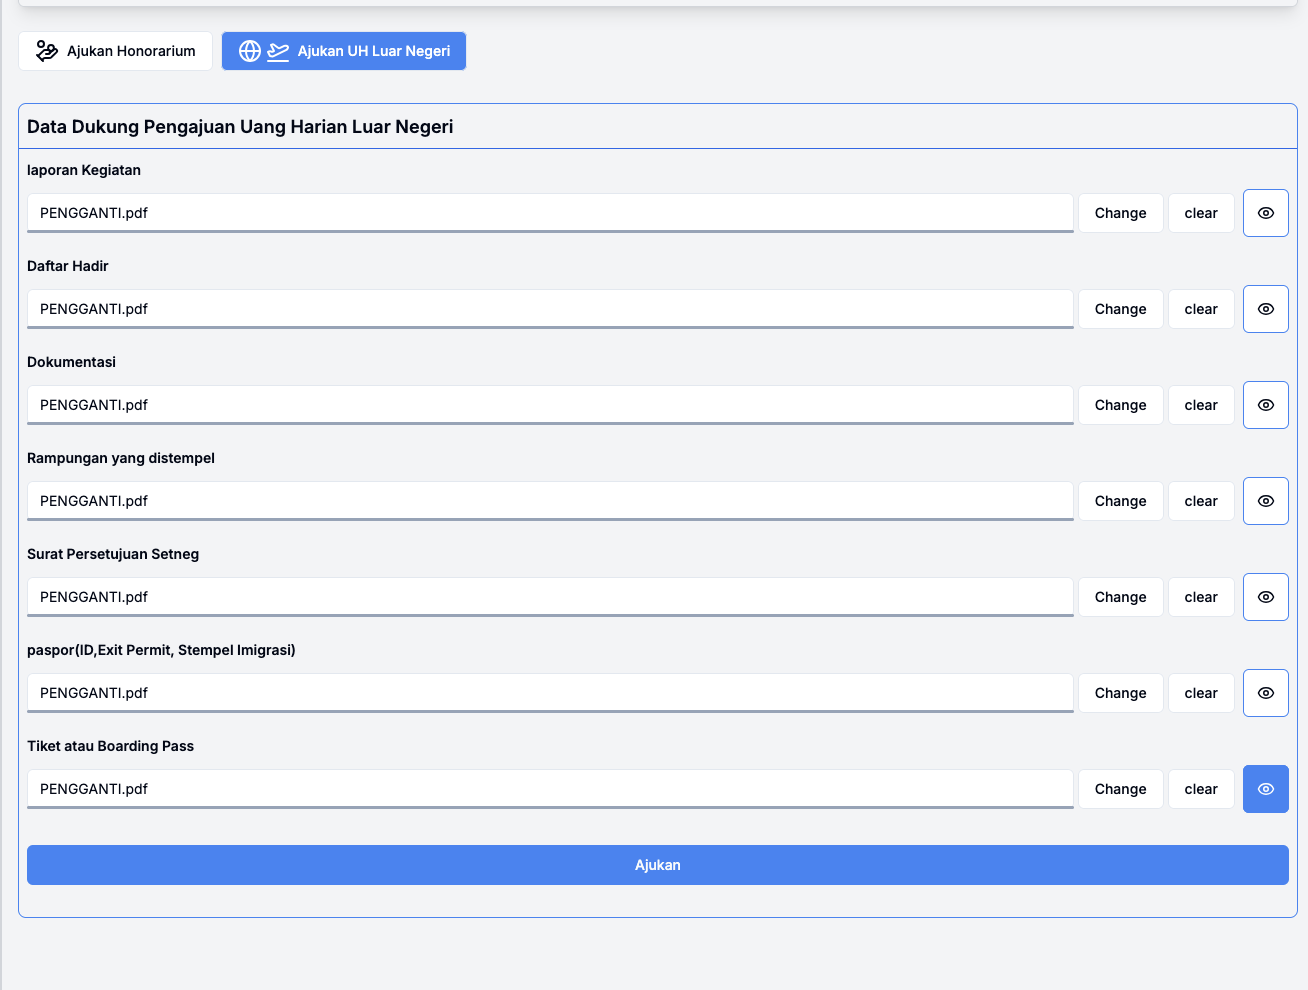 Ajukan Honorarium
Ajukan UH Luar Negeri
Data Dukung Pengajuan Uang Harian Luar Negeri
laporan Kegiatan
PENGGANTI.pdf Change clear
Daftar Hadir
PENGGANTI.pdf Change clear
Dokumentasi
PENGGANTI.pdf Change clear
Rampungan yang distempel
PENGGANTI.pdf Change clear
Surat Persetujuan Setneg
PENGGANTI.pdf Change clear
paspor(ID,Exit Permit, Stempel Imigrasi)
PENGGANTI.pdf Change clear
Tiket atau Boarding Pass
PENGGANTI.pdf Change clear
Ajukan